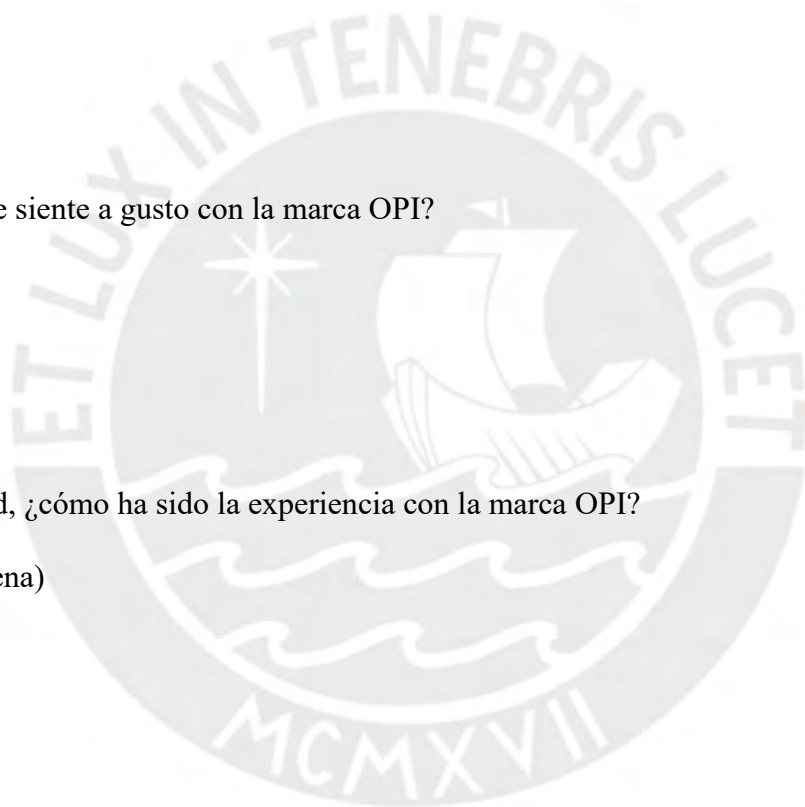 ET LUX IN TENEBRIS LUCET
e siente a gusto con la marca OPI?
d, ¿cómo ha sido la experiencia con la marca OPI?
ena)
MCMXVII